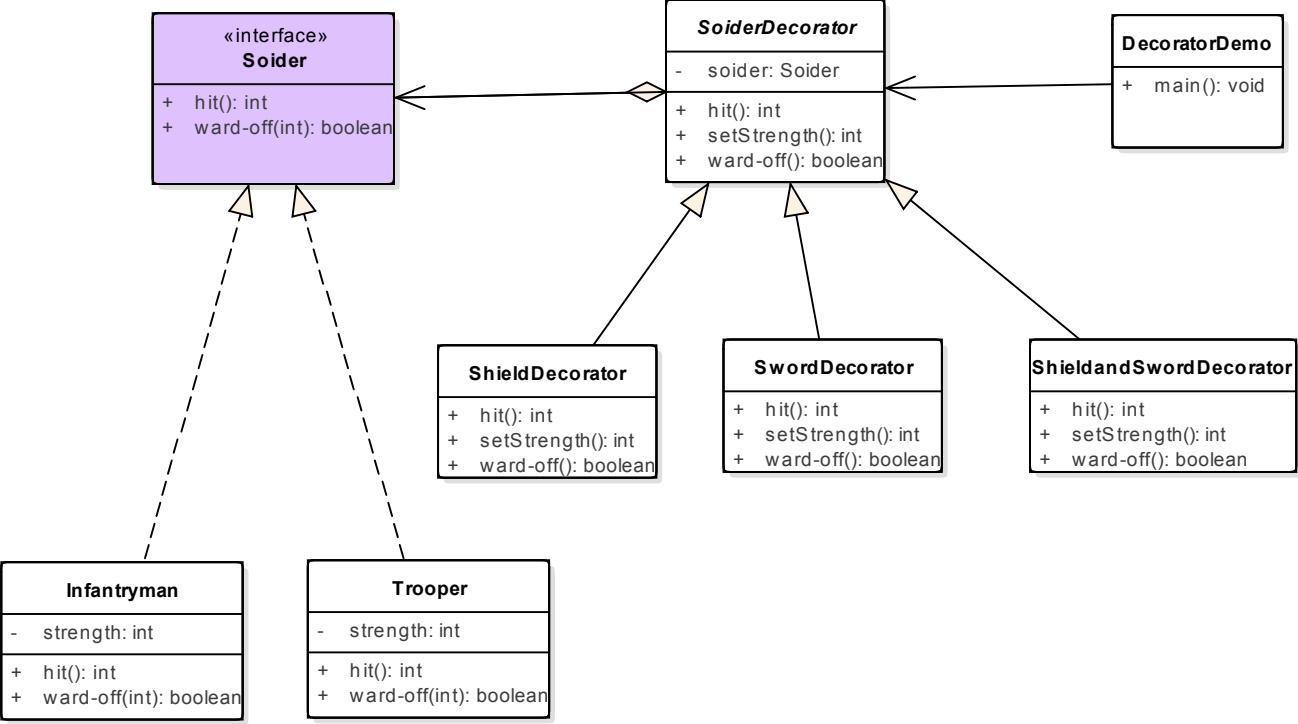 «interface»
Soider
+ hit(): int
+ ward-off(int): boolean
SoiderDecorator
- soider: Soider
+ hit(): int
+ setStrength(): int
+ ward-off(): boolean
DecoratorDemo
+ main(): void
ShieldDecorator
+ hit(): int
+ setStrength(): int
+ ward-off(): boolean
SwordDecorator
+ hit(): int
+ setStrength(): int
+ ward-off(): boolean
ShieldandSwordDecorator
+ hit(): int
+ setStrength(): int
+ ward-off(): boolean
Infantryman
- strength: int
+ hit(): int
+ ward-off(int): boolean
Trooper
- strength: int
+ hit(): int
+ ward-off(int): boolean